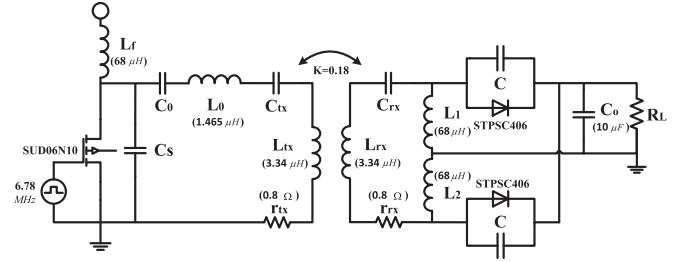 Lf
(68 μH)
C0
L0
(1.465 μH)
Ctx
K=0.18
Crx
C
STPSC406
L1
(68 μH)
Co
(10 μF)
RL
SUD06N10
Cs
Ltx
(3.34 μH)
Lrx
(3.34 μH)
(68 μH)
L2
STPSC406
C
6.78
MHz
(0.8 Ω)
rtx
(0.8 Ω)
rrx